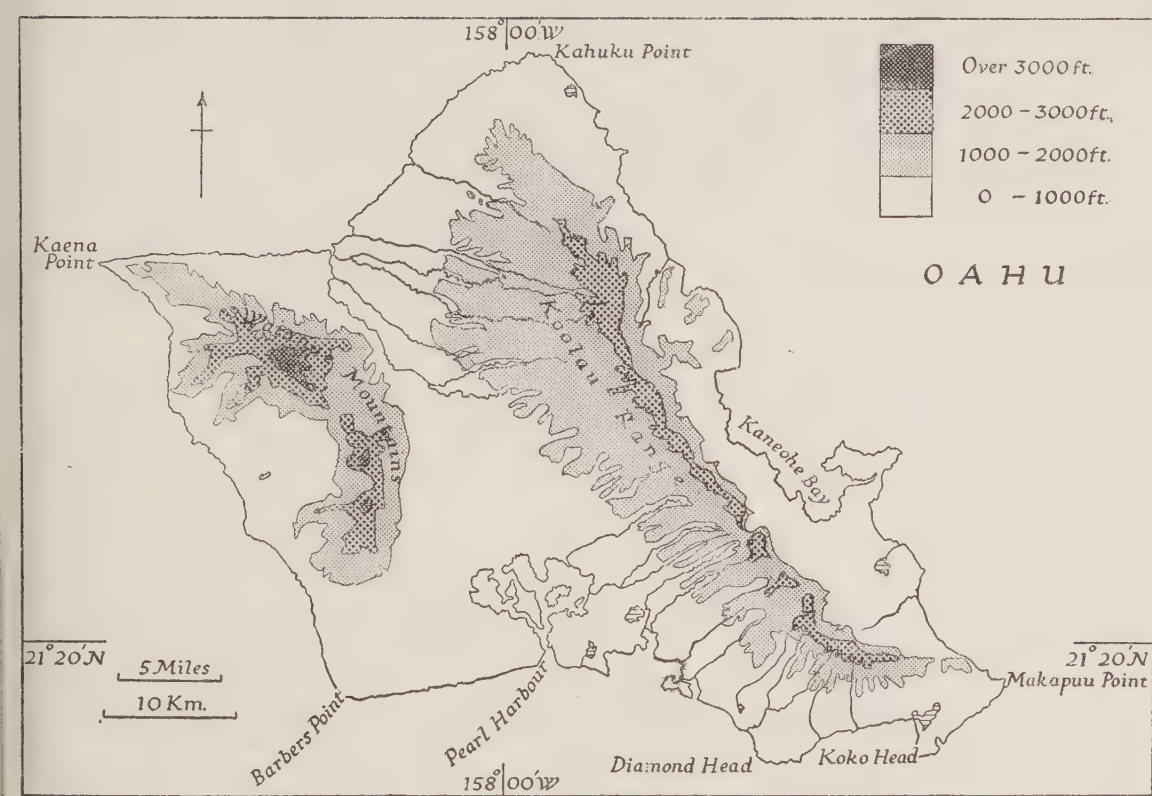 158°00'W
Kahuku Point
Over 3000 ft.
2000 - 3000 ft.
1000 - 2000 ft.
0 - 1000 ft.
OAHU
Kaena
Point
Mountains
Koolau Range
Kaneohe Bay
21°20'N
5 Miles
10 Km.
Barbers Point
Pearl Harbour
158°00'W
Diamond Head
Koko Head
21°20'N
Makapuu Point